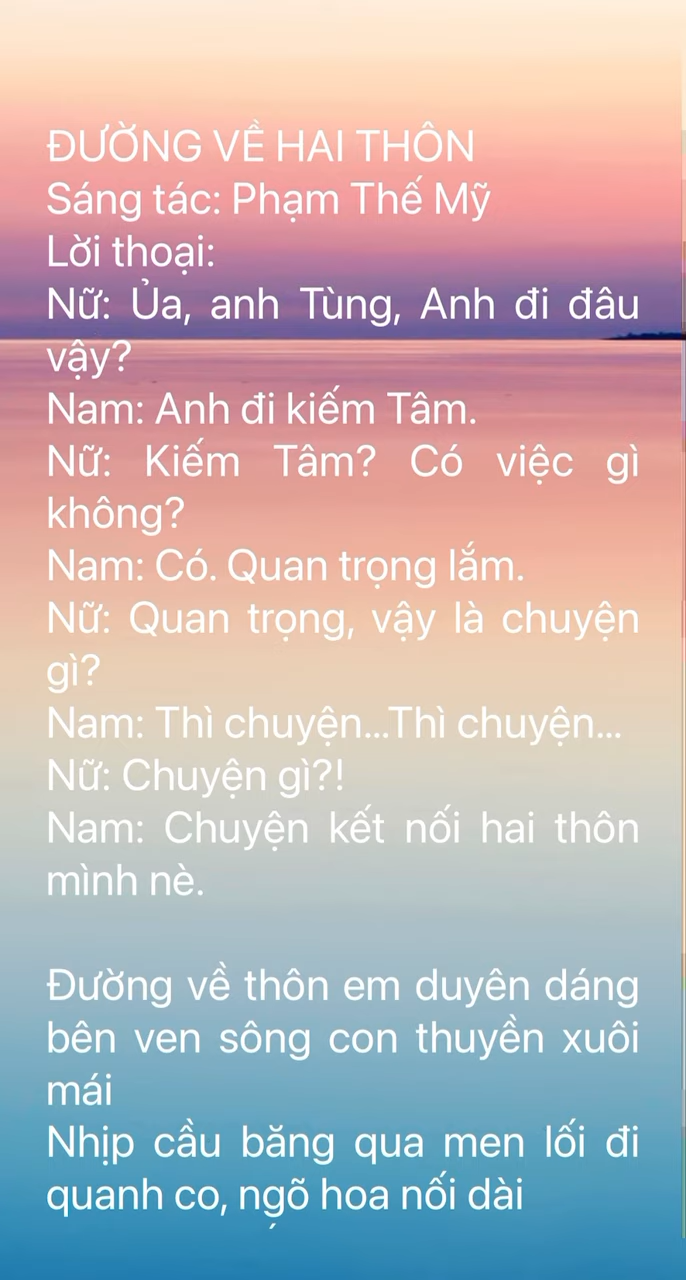 ĐƯỜNG VỀ HAI THÔN
Sáng tác: Phạm Thế Mỹ
Lời thoại:
Nữ: Ủa, anh Tùng, Anh đi đâu
vậy?
Nam: Anh đi kiếm Tâm.
Nữ: Kiếm Tâm? Có việc gì
không?
Nam: Có. Quan trọng lắm.
Nữ: Quan trọng, vậy là chuyện
gì?
Nam: Thì chuyện...Thì chuyện...
Nữ: Chuyện gì?!
Nam: Chuyện kết nối hai thôn
mình nè.
Đường về thôn em duyên dáng
bên ven sông con thuyền xuôi
mái
Nhịp cầu băng qua men lối đi
quanh co, ngõ hoa nối dài